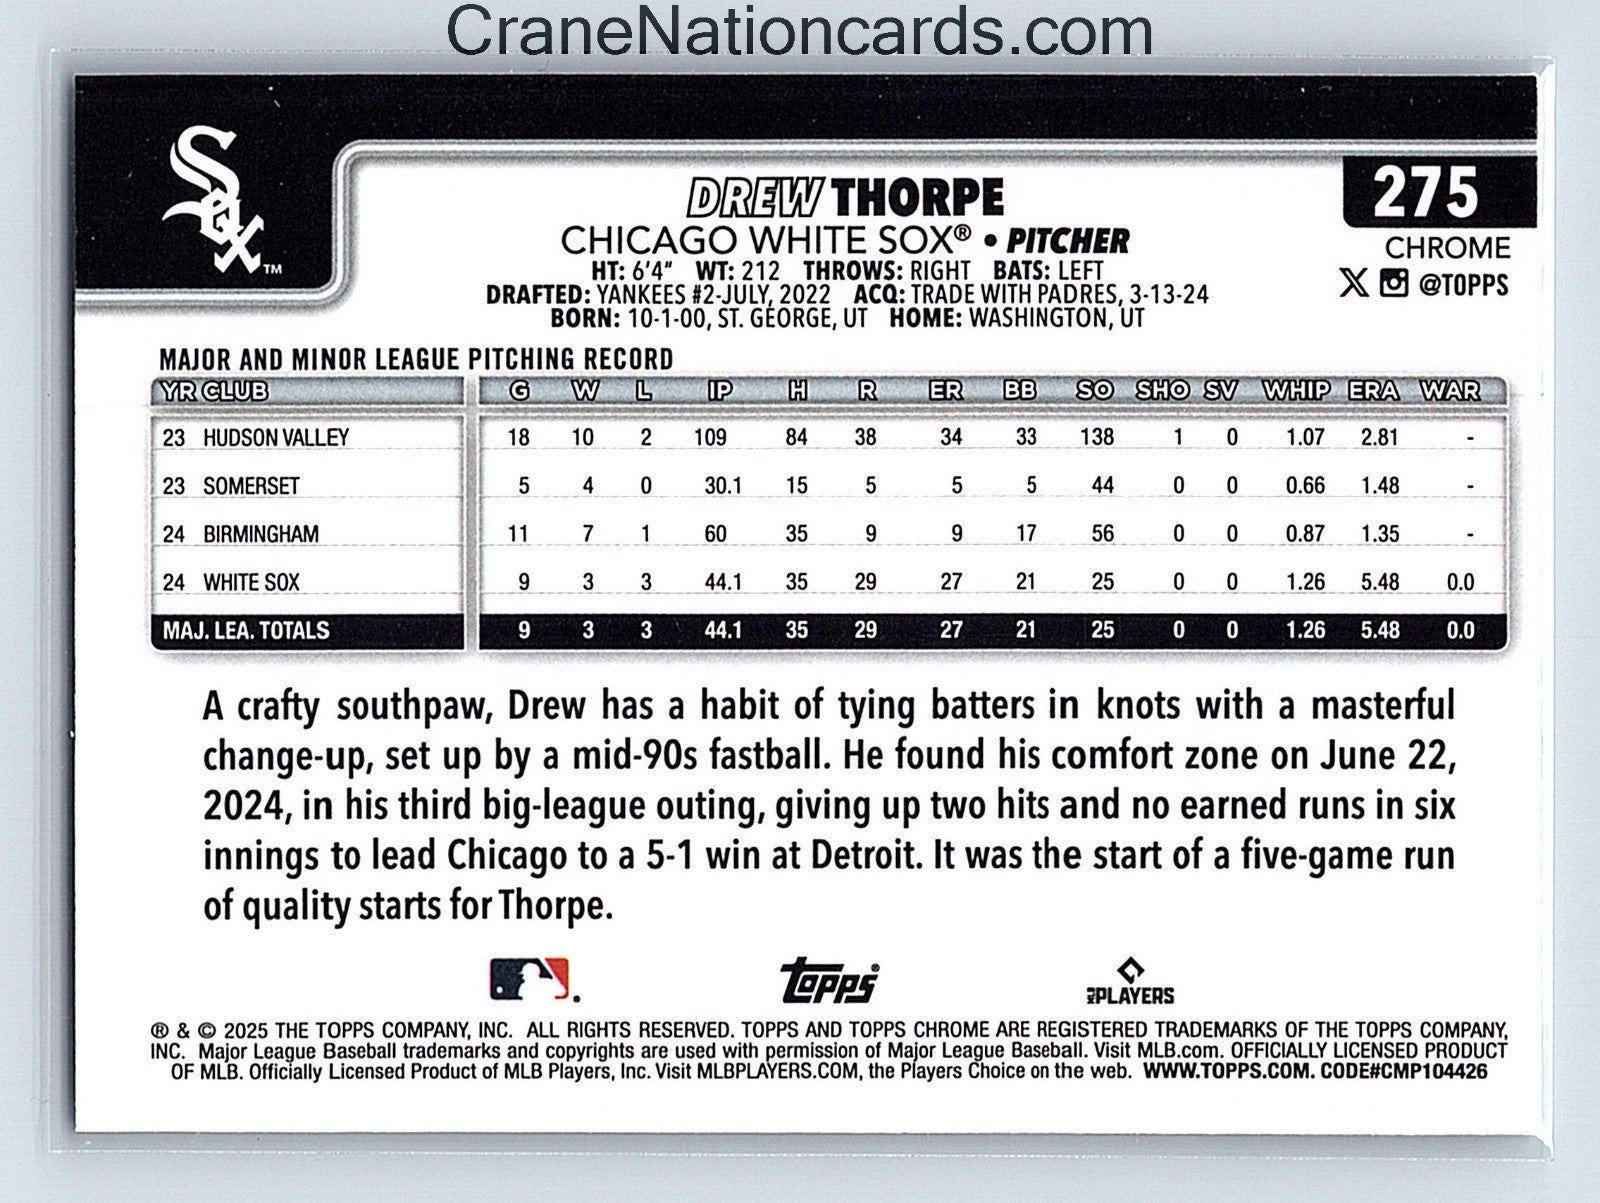 CraneNationcards.com
Sox™
275
DREW THORPE
CHICAGO WHITE SOX® • PITCHER
CHROME
HT: 6'4" WT: 212 THROWS: RIGHT BATS: LEFT
X @TOPPS
DRAFTED: YANKEES #2-JULY, 2022 ACQ: TRADE WITH PADRES, 3-13-24
BORN: 10-1-00, ST. GEORGE, UT HOME: WASHINGTON, UT
MAJOR AND MINOR LEAGUE PITCHING RECORD
YR CLUB G W L IP H R ER BB SO SHO SV WHIP ERA WAR
23 HUDSON VALLEY 18 10 2 109 84 38 34 33 138 1 0 1.07 2.81 -
23 SOMERSET 5 4 0 30.1 15 5 5 5 44 0 0 0.66 1.48 -
24 BIRMINGHAM 11 7 1 60 35 9 9 17 56 0 0 0.87 1.35 -
24 WHITE SOX 9 3 3 44.1 35 29 27 21 25 0 0 1.26 5.48 0.0
MAJ. LEA. TOTALS 9 3 3 44.1 35 29 27 21 25 0 0 1.26 5.48 0.0
A crafty southpaw, Drew has a habit of tying batters in knots with a masterful
change-up, set up by a mid-90s fastball. He found his comfort zone on June 22,
2024, in his third big-league outing, giving up two hits and no earned runs in six
innings to lead Chicago to a 5-1 win at Detroit. It was the start of a five-game run
of quality starts for Thorpe.
Topps® MLBPLAYERS
® & © 2025 THE TOPPS COMPANY, INC. ALL RIGHTS RESERVED. TOPPS AND TOPPS CHROME ARE REGISTERED TRADEMARKS OF THE TOPPS COMPANY,
INC. Major League Baseball trademarks and copyrights are used with permission of Major League Baseball. Visit MLB.com. OFFICIALLY LICENSED PRODUCT
OF MLB. Officially Licensed Product of MLB Players, Inc. Visit MLBPLAYERS.COM, the Players Choice on the web. WWW.TOPPS.COM. CODE#CMP104426